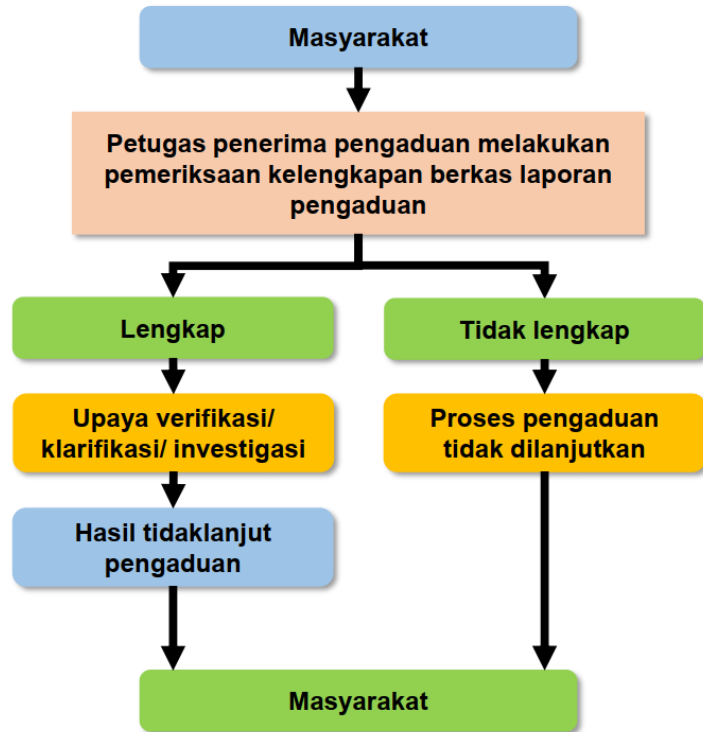 Masyarakat
Petugas penerima pengaduan melakukan
pemeriksaan kelengkapan berkas laporan
pengaduan
Lengkap
Tidak lengkap
Upaya verifikasi/
klarifikasi/ investigasi
Proses pengaduan
tidak dilanjutkan
Hasil tidaklanjut
pengaduan
Masyarakat